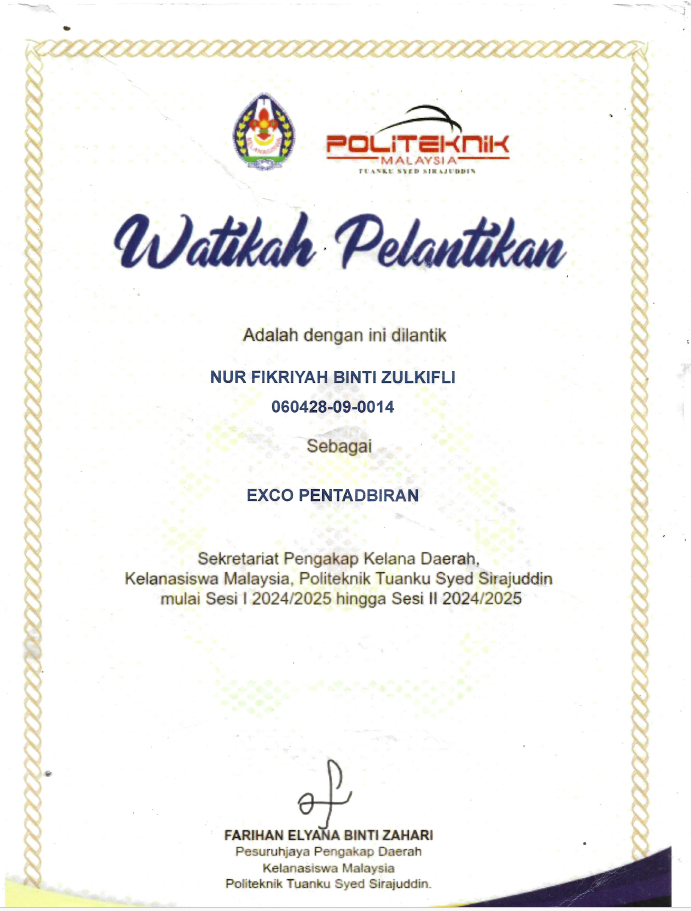 KELANASISWA
POLITEKNIK
MALAYSIA
TUANKU SYED SIRAJUDDIN
Watikah Pelantikan
Adalah dengan ini dilantik
NUR FIKRIYAH BINTI ZULKIFLI
060428-09-0014
Sebagai
EXCO PENTADBIRAN
Sekretariat Pengakap Kelana Daerah,
Kelanasiswa Malaysia, Politeknik Tuanku Syed Sirajuddin
mulai Sesi I 2024/2025 hingga Sesi II 2024/2025
FARIHAN ELYANA BINTI ZAHARI
Pesuruhjaya Pengakap Daerah
Kelanasiswa Malaysia
Politeknik Tuanku Syed Sirajuddin.